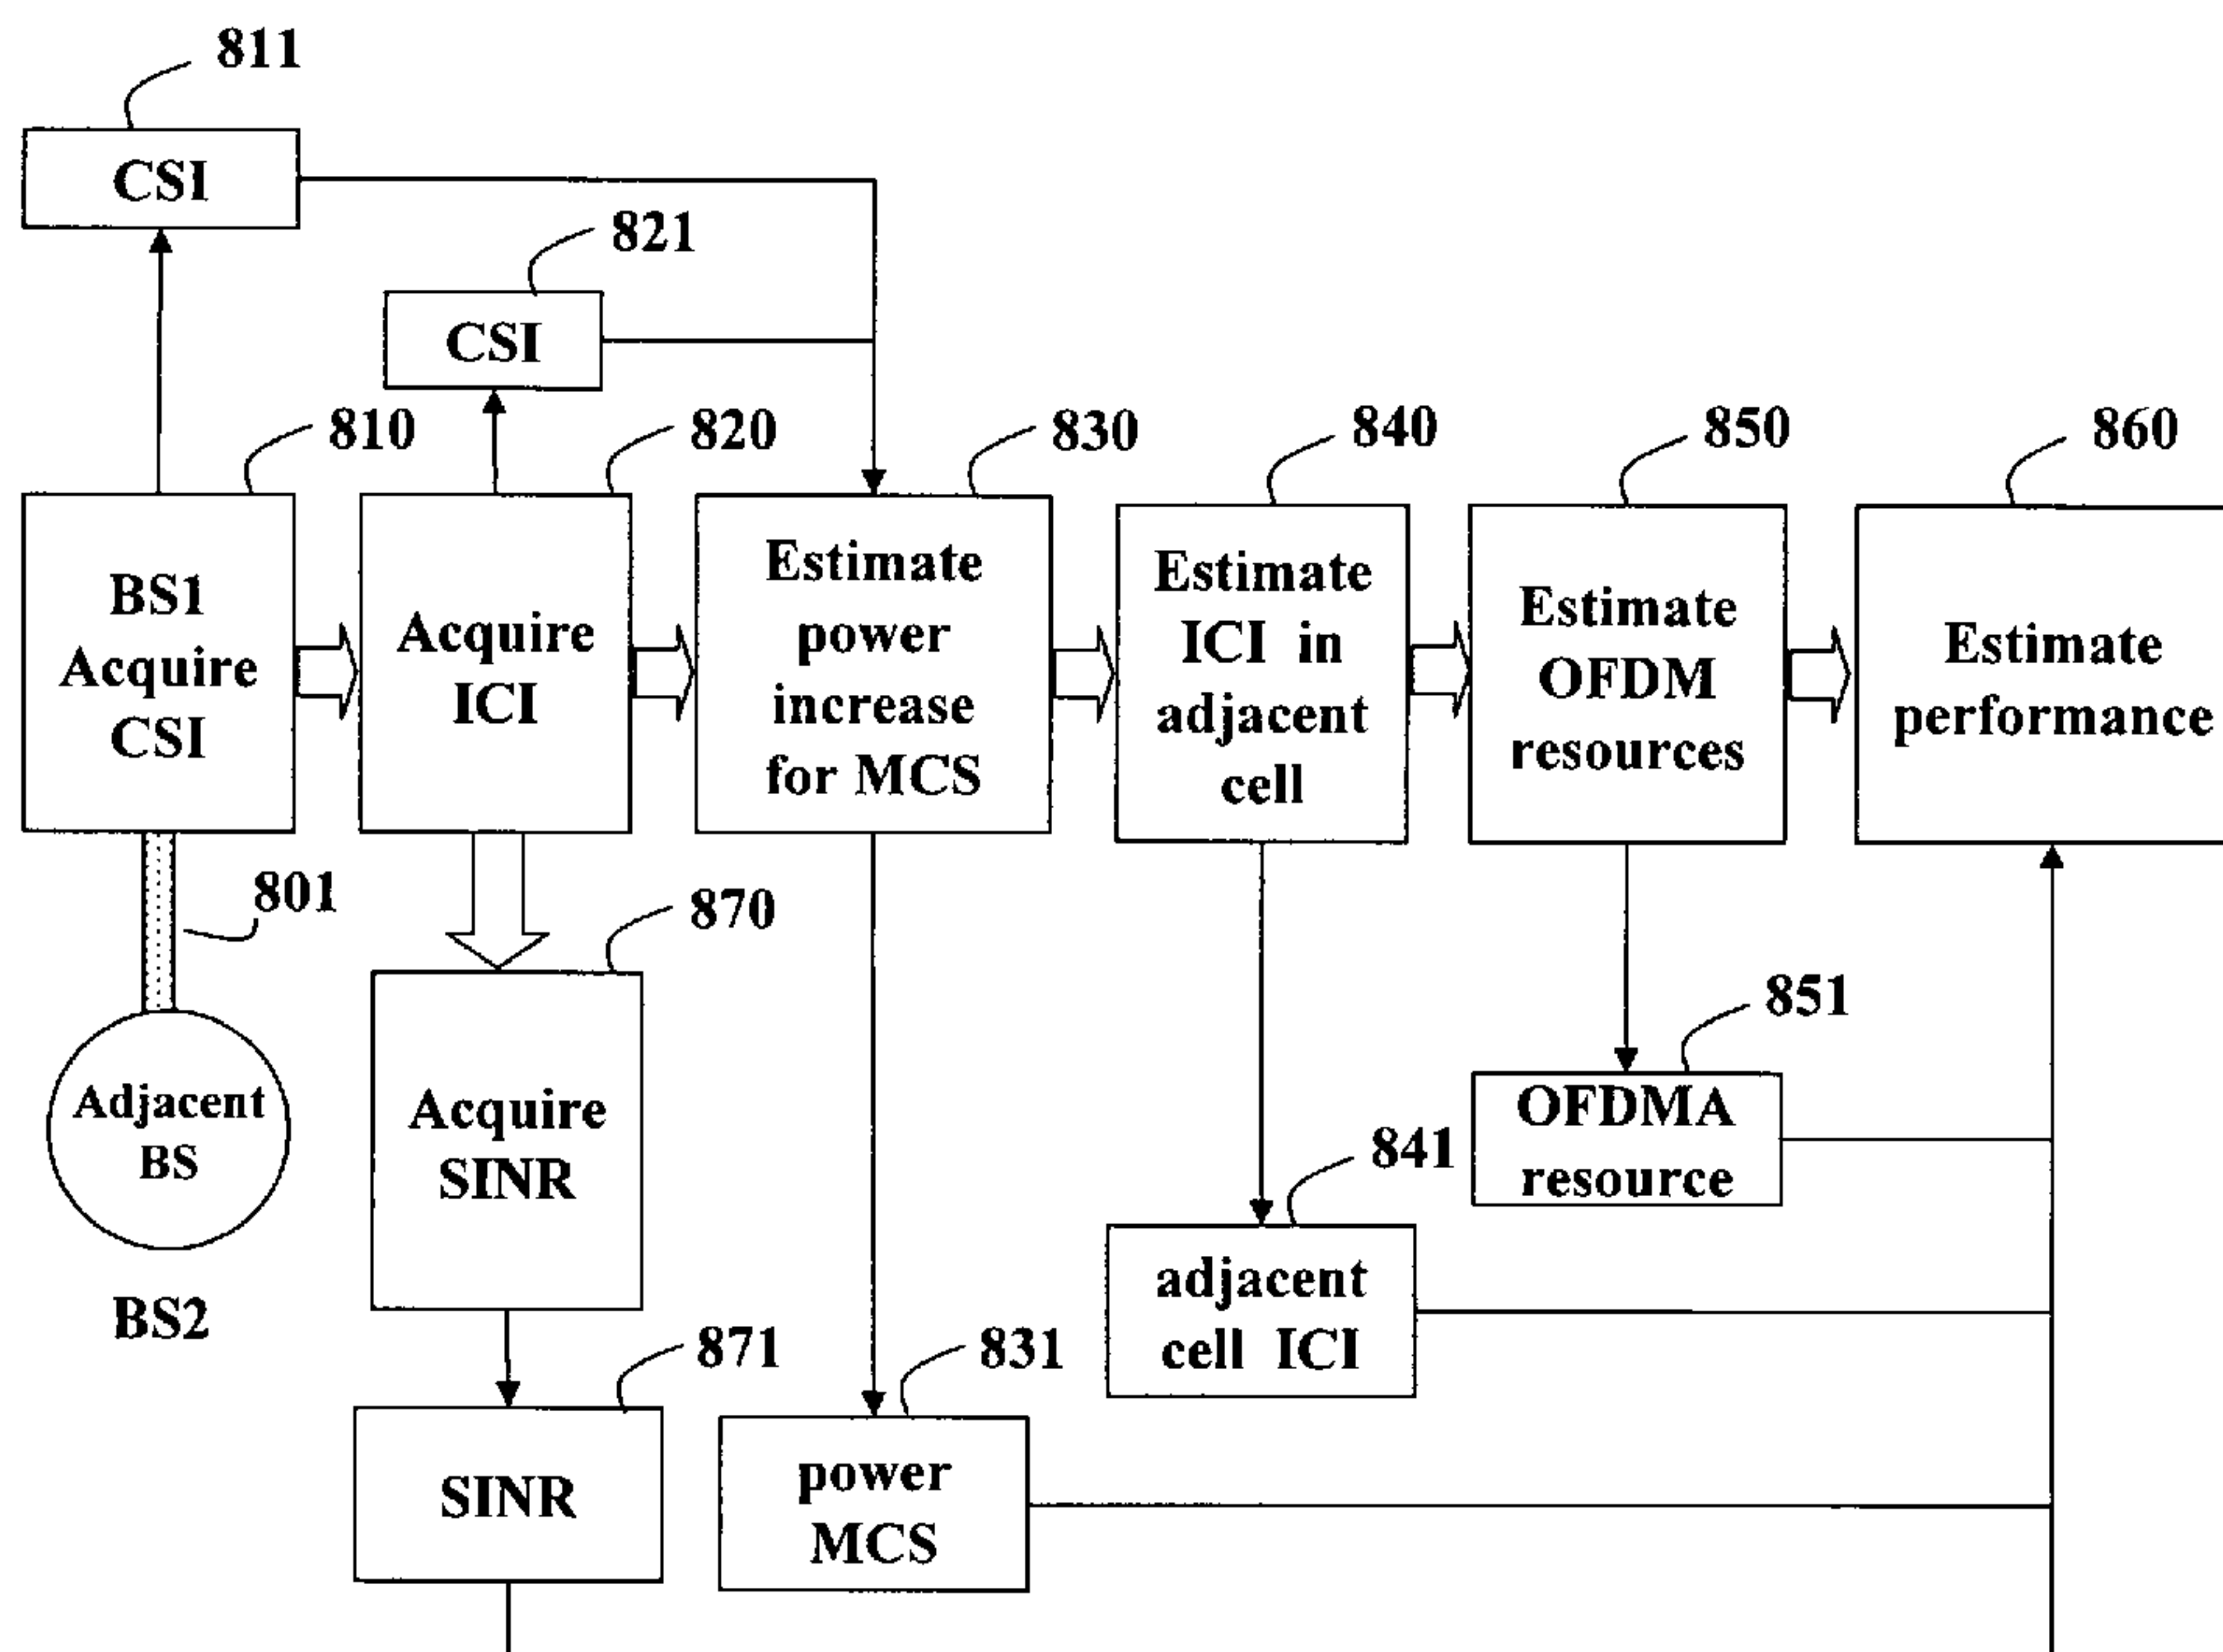 811
CSI
821
CSI
810
820
830
840
850
860
BS1
Acquire
CSI
Acquire
ICI
Estimate
power
increase
for MCS
Estimate
ICI in
adjacent
cell
Estimate
OFDM
resources
Estimate
performance
801
870
851
Adjacent
BS
BS2
Acquire
SINR
OFDMA
resource
841
adjacent
cell ICI
871
831
SINR
power
MCS